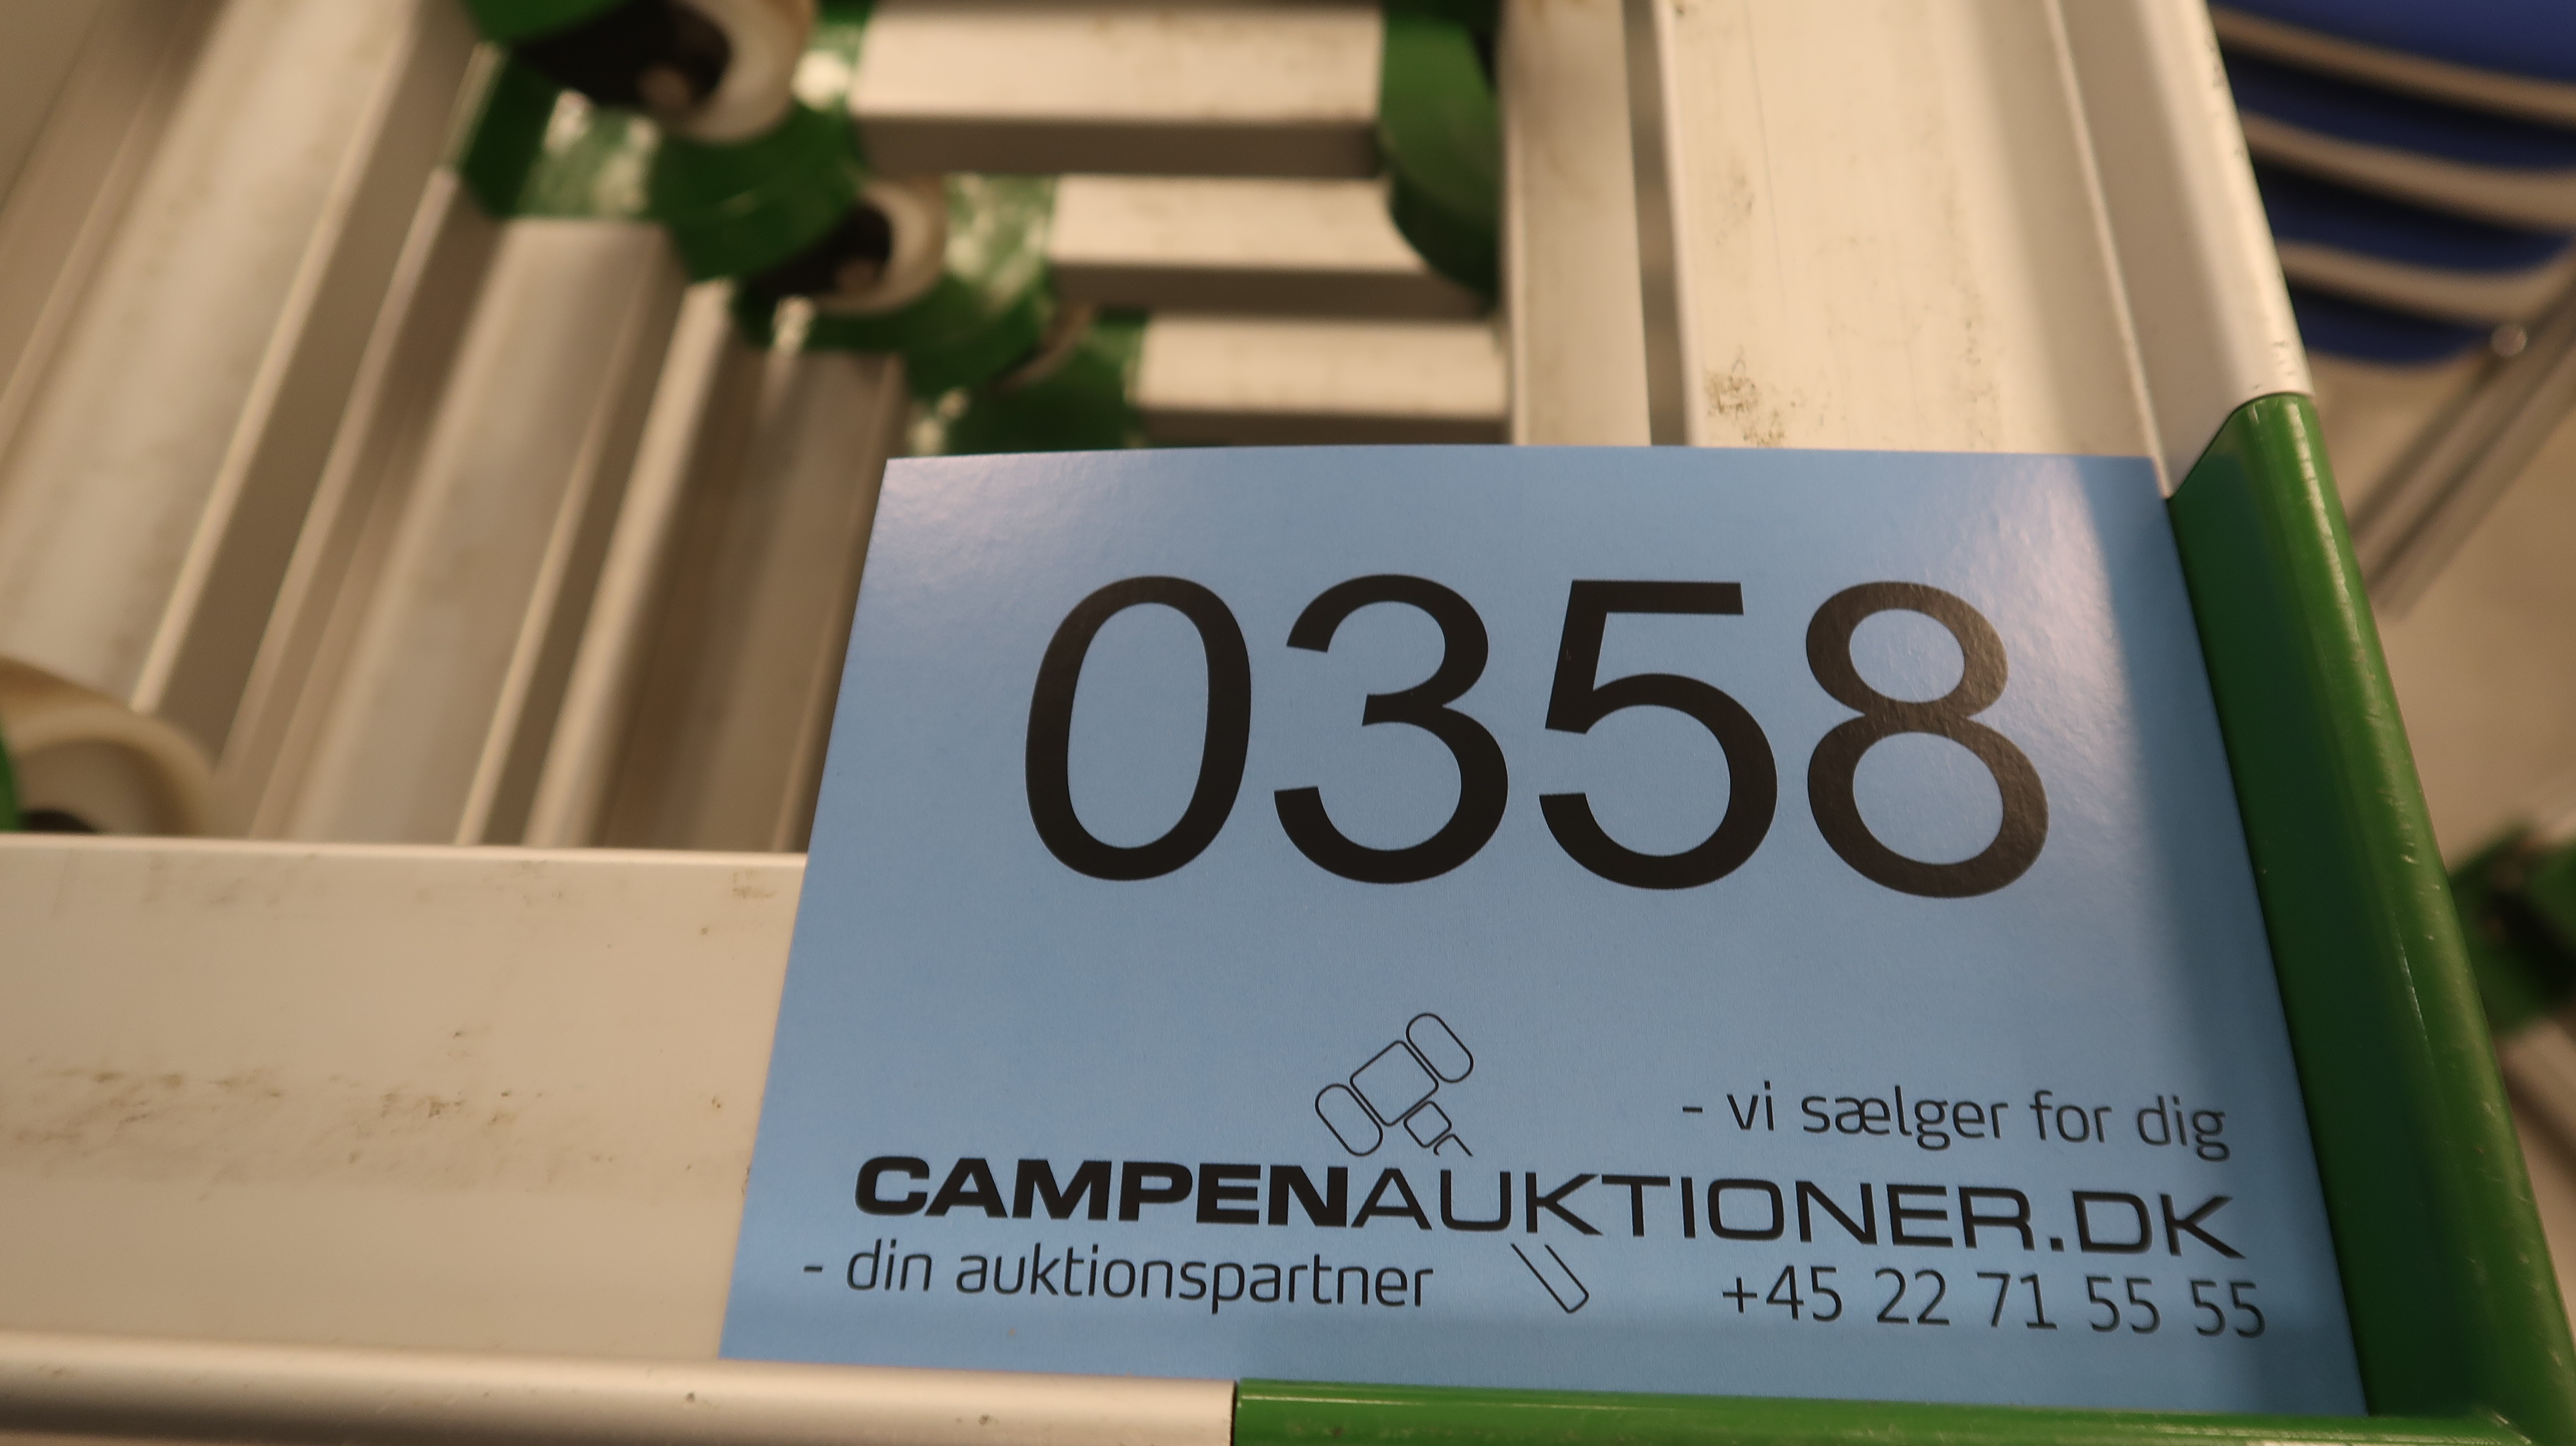 0358
- vi sælger for dig
CAMPENAUKTIONER.DK
- din auktionspartner
+45 22 71 55 55